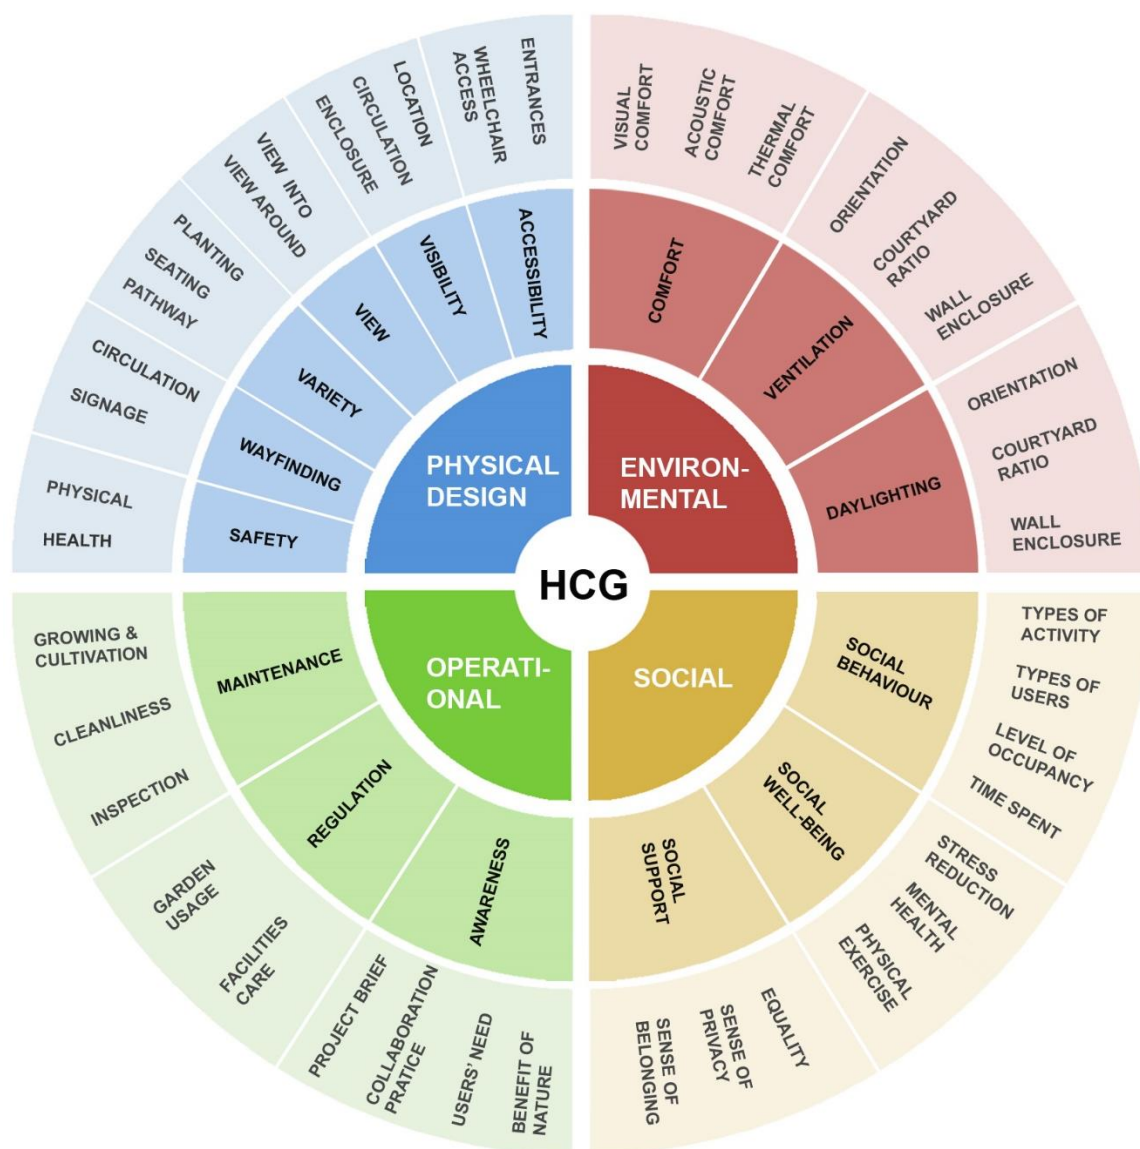 HCG
PHYSICAL
DESIGN
ACCESSIBILITY
ENTRANCES
WHEELCHAIR
ACCESS
VISIBILITY
LOCATION
CIRCULATION
ENCLOSURE
VIEW
VIEW INTO
VIEW AROUND
VARIETY
PLANTING
SEATING
PATHWAY
WAYFINDING
CIRCULATION
SIGNAGE
SAFETY
PHYSICAL
HEALTH
ENVIRON-
MENTAL
COMFORT
VISUAL
COMFORT
ACOUSTIC
COMFORT
THERMAL
COMFORT
VENTILATION
ORIENTATION
COURTYARD
RATIO
WALL
ENCLOSURE
DAYLIGHTING
ORIENTATION
COURTYARD
RATIO
WALL
ENCLOSURE
SOCIAL
SOCIAL
BEHAVIOUR
TYPES OF
ACTIVITY
TYPES OF
USERS
LEVEL OF
OCCUPANCY
TIME SPENT
SOCIAL
WELL-BEING
STRESS
REDUCTION
MENTAL
HEALTH
PHYSICAL
EXERCISE
SOCIAL
SUPPORT
EQUALITY
SENSE OF
PRIVACY
SENSE OF
BELONGING
OPERATI-
ONAL
MAINTENANCE
GROWING &
CULTIVATION
CLEANLINESS
INSPECTION
REGULATION
GARDEN
USAGE
FACILITIES
CARE
AWARENESS
PROJECT BRIEF
COLLABORATION
PRATICE
USERS' NEED
BENEFIT OF
NATURE